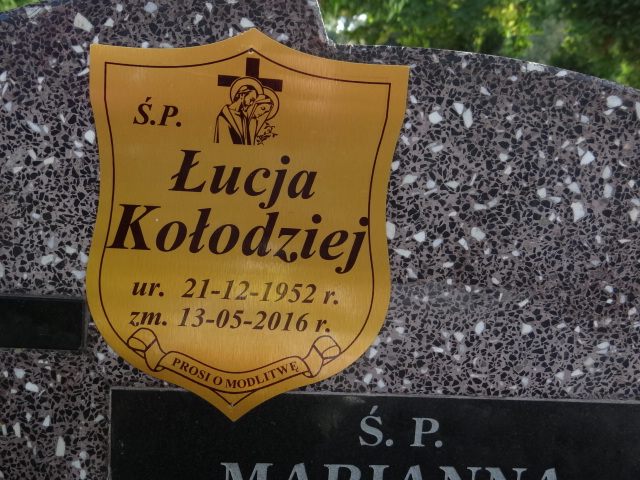 Ś.P.
Łucja
Kołodziej
ur. 21-12-1952 r.
zm. 13-05-2016 r.
PROSI O MODLITWĘ
Ś. P.
MARIANNA